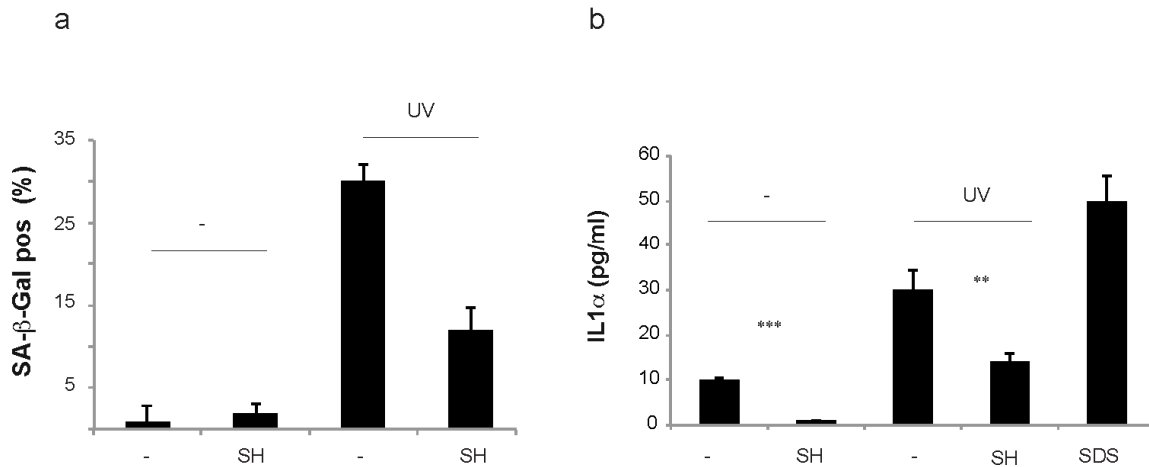 a
SA-β-Gal pos (%)
35
25
15
5
-
UV
- SH - SH
b
IL1α (pg/ml)
60
50
40
30
20
10
0
-
UV
***
**
- SH - SH SDS